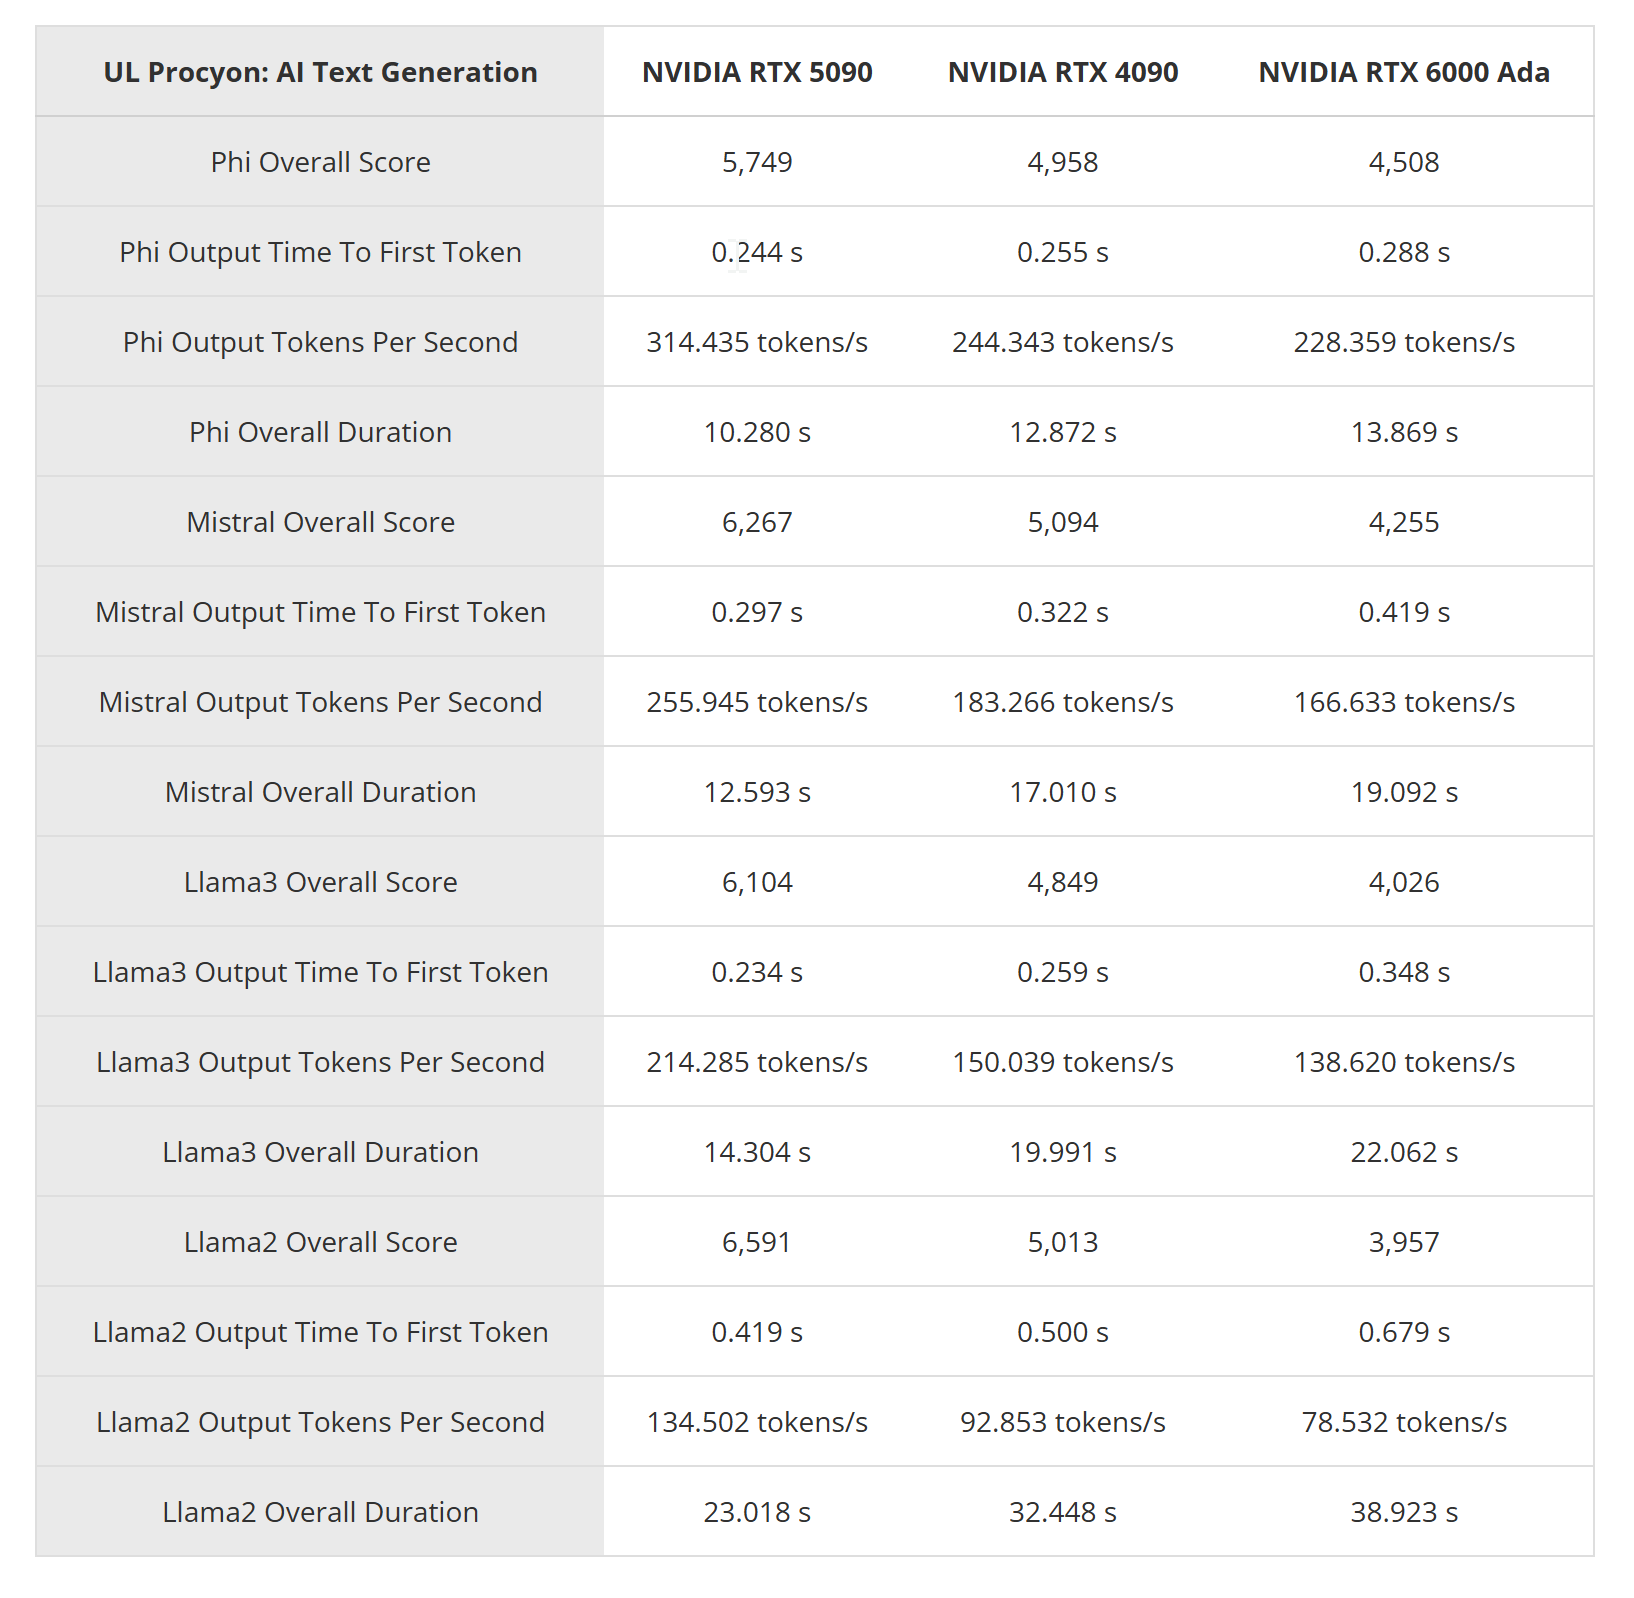 UL Procyon: AI Text Generation NVIDIA RTX 5090 NVIDIA RTX 4090 NVIDIA RTX 6000 Ada
Phi Overall Score 5,749 4,958 4,508
Phi Output Time To First Token 0.244 s 0.255 s 0.288 s
Phi Output Tokens Per Second 314.435 tokens/s 244.343 tokens/s 228.359 tokens/s
Phi Overall Duration 10.280 s 12.872 s 13.869 s
Mistral Overall Score 6,267 5,094 4,255
Mistral Output Time To First Token 0.297 s 0.322 s 0.419 s
Mistral Output Tokens Per Second 255.945 tokens/s 183.266 tokens/s 166.633 tokens/s
Mistral Overall Duration 12.593 s 17.010 s 19.092 s
Llama3 Overall Score 6,104 4,849 4,026
Llama3 Output Time To First Token 0.234 s 0.259 s 0.348 s
Llama3 Output Tokens Per Second 214.285 tokens/s 150.039 tokens/s 138.620 tokens/s
Llama3 Overall Duration 14.304 s 19.991 s 22.062 s
Llama2 Overall Score 6,591 5,013 3,957
Llama2 Output Time To First Token 0.419 s 0.500 s 0.679 s
Llama2 Output Tokens Per Second 134.502 tokens/s 92.853 tokens/s 78.532 tokens/s
Llama2 Overall Duration 23.018 s 32.448 s 38.923 s